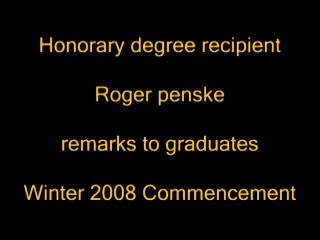 Honorary degree recipient
Roger penske
remarks to graduates
Winter 2008 Commencement